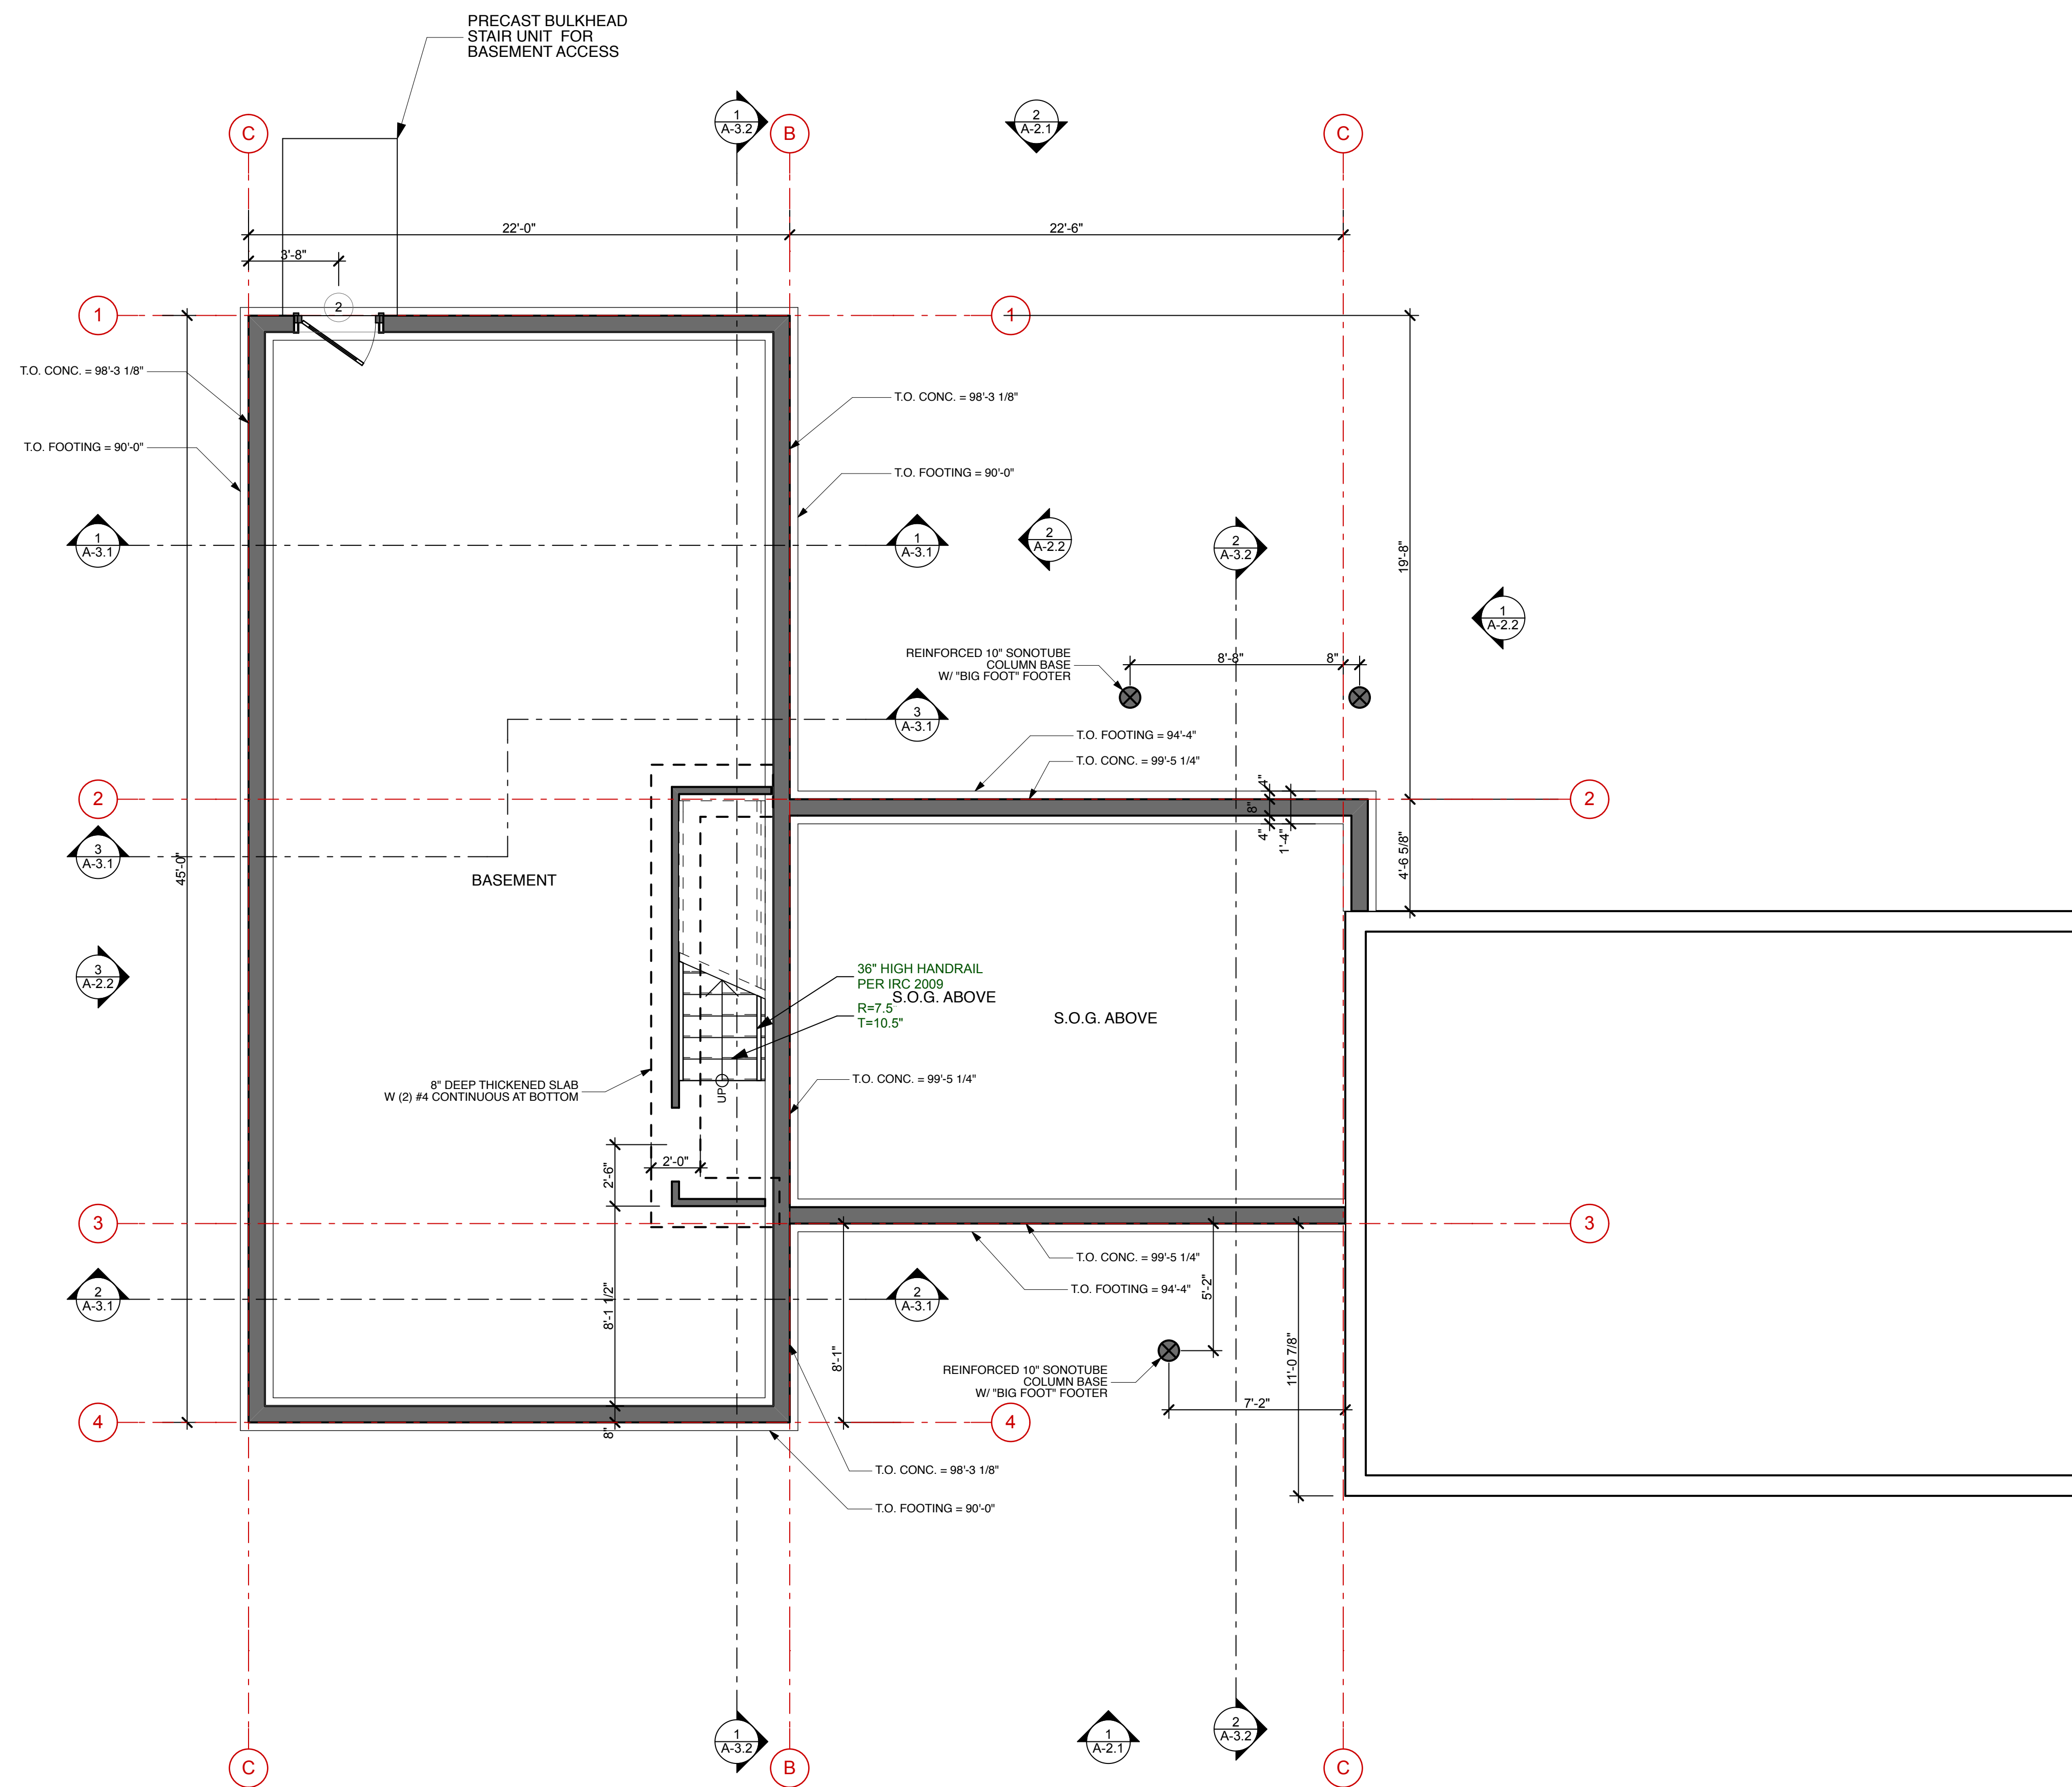 PRECAST BULKHEAD
STAIR UNIT FOR
BASEMENT ACCESS
1
A-3.2
2
A-2.1
C
B
C
22'-0"
22'-6"
3'-8"
2
1
1
T.O. CONC. = 98'-3 1/8"
T.O. CONC. = 98'-3 1/8"
T.O. FOOTING = 90'-0"
T.O. FOOTING = 90'-0"
1
A-3.1
1
A-3.1
2
A-2.2
2
A-3.2
19'-8"
1
A-2.2
REINFORCED 10" SONOTUBE
COLUMN BASE
W/ "BIG FOOT" FOOTER
8'-8"
8"
3
A-3.1
T.O. FOOTING = 94'-4"
T.O. CONC. = 99'-5 1/4"
2
2
4"
8"
4"
1'-4"
4'-6 5/8"
3
A-3.1
45'-0"
BASEMENT
3
A-2.2
36" HIGH HANDRAIL
PER IRC 2009
S.O.G. ABOVE
R=7.5"
T=10.5"
S.O.G. ABOVE
8" DEEP THICKENED SLAB
W (2) #4 CONTINUOUS AT BOTTOM
UP
T.O. CONC. = 99'-5 1/4"
2'-6"
2'-0"
3
3
T.O. CONC. = 99'-5 1/4"
T.O. FOOTING = 94'-4"
5'-2"
2
A-3.1
8'-1 1/2"
2
A-3.1
8'-1"
11'-0 7/8"
REINFORCED 10" SONOTUBE
COLUMN BASE
W/ "BIG FOOT" FOOTER
7'-2"
4
8"
4
T.O. CONC. = 98'-3 1/8"
T.O. FOOTING = 90'-0"
1
A-3.2
1
A-2.1
2
A-3.2
C
B
C